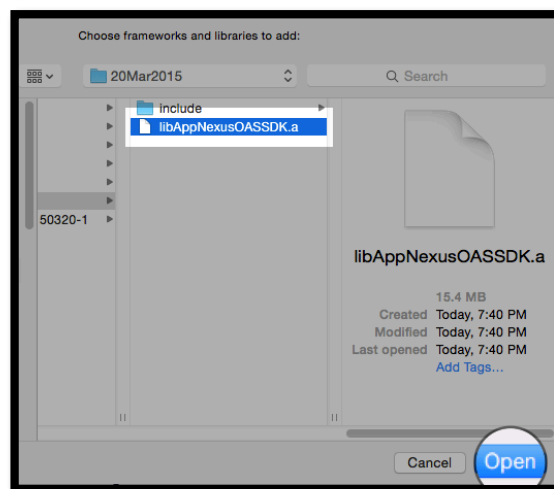 Choose frameworks and libraries to add:
20Mar2015
Search
include
libAppNexusOASSDK.a
50320-1
libAppNexusOASSDK.a
15.4 MB
Created Today, 7:40 PM
Modified Today, 7:40 PM
Last opened Today, 7:40 PM
Add Tags...
Cancel
Open